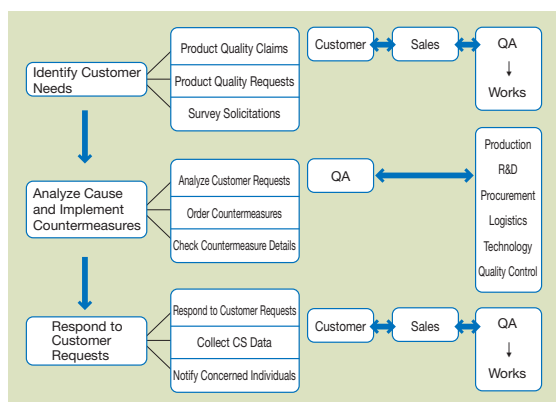 Identify Customer
Needs
Product Quality Claims
Product Quality Requests
Survey Solicitations
Customer
Sales
QA
↓
Works
Analyze Cause
and Implement
Countermeasures
Analyze Customer Requests
Order Countermeasures
Check Countermeasure Details
QA
Production
R&D
Procurement
Logistics
Technology
Quality Control
Respond to
Customer
Requests
Respond to Customer Requests
Collect CS Data
Notify Concerned Individuals
Customer
Sales
QA
↓
Works